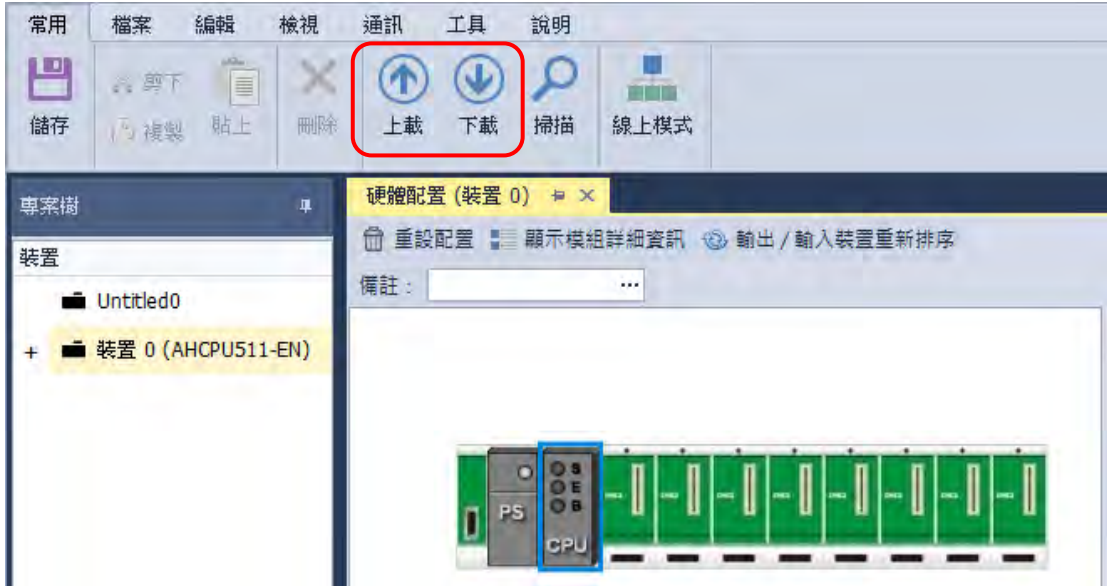 常用 檔案 編輯 檢視 通訊 工具 說明
剪下
儲存 複製 貼上 刪除 上載 下載 掃描 線上模式
專案樹
硬體配置 (裝置 0)
裝置
重設配置 顯示模組詳細資訊 輸出 / 輸入裝置重新排序
備註 : ...
Untitled0
+ 裝置 0 (AHCPU511-EN)
S
E
B
PS
CPU